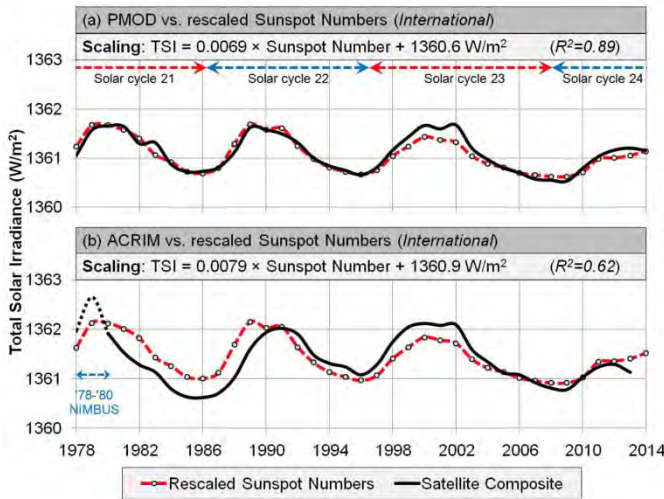 (a) PMOD vs. rescaled Sunspot Numbers (International)
Scaling: TSI = 0.0069 × Sunspot Number + 1360.6 W/m² (R²=0.89)
1363
Solar cycle 21 Solar cycle 22 Solar cycle 23 Solar cycle 24
1362
1361
1360
Total Solar Irradiance (W/m²)
(b) ACRIM vs. rescaled Sunspot Numbers (International)
Scaling: TSI = 0.0079 × Sunspot Number + 1360.9 W/m² (R²=0.62)
1363
1362
1361
'78-'80
NIMBUS
1360
1978 1982 1986 1990 1994 1998 2002 2006 2010 2014
Rescaled Sunspot Numbers Satellite Composite